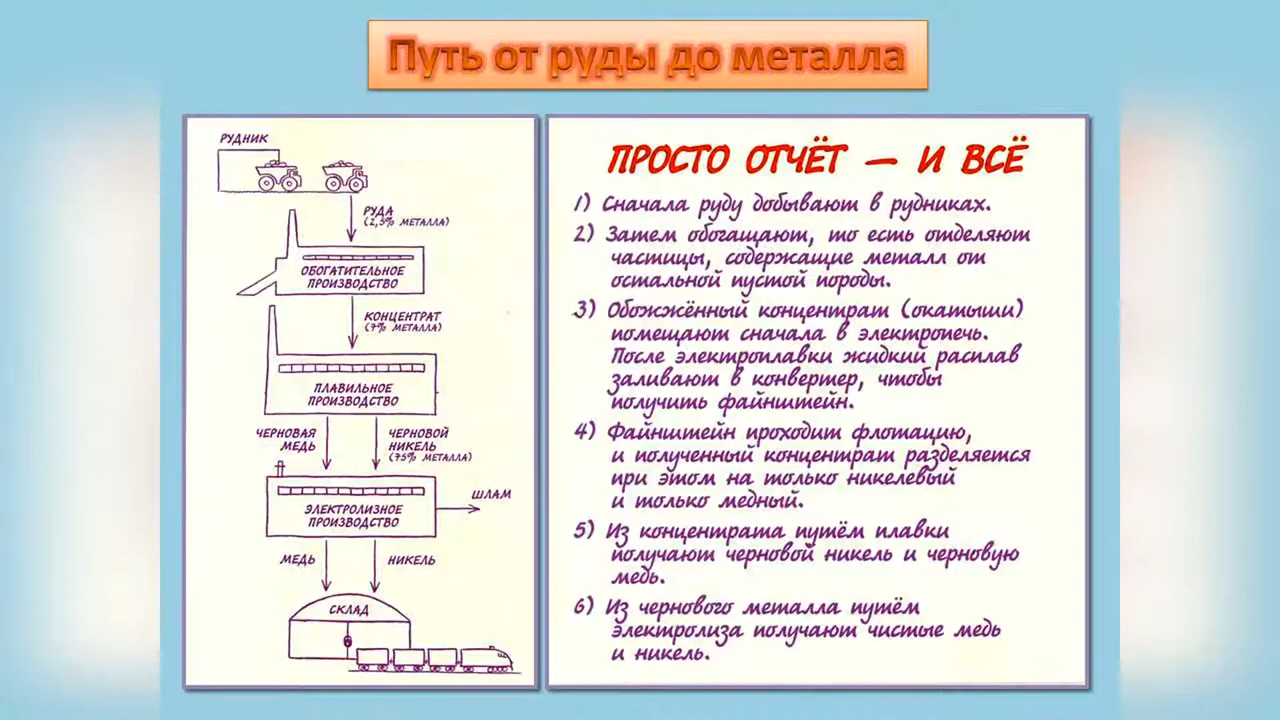 Путь от руды до металла
РУДНИК
РУДА
(2,5% МЕТАЛЛА)
ОБОГАТИТЕЛЬНОЕ
ПРОИЗВОДСТВО
КОНЦЕНТРАТ
(7% МЕТАЛЛА)
ПЛАВИЛЬНОЕ
ПРОИЗВОДСТВО
ЧЕРНОВАЯ
МЕДЬ
ЧЕРНОВОЙ
НИКЕЛЬ
(75% МЕТАЛЛА)
ЭЛЕКТРОЛИЗНОЕ
ПРОИЗВОДСТВО
ШЛАМ
МЕДЬ
НИКЕЛЬ
СКЛАД
ПРОСТО ОТЧЁТ — И ВСЁ
1) Сначала руду добывают в рудниках.
2) Затем обогащают, то есть отделяют
частицы, содержащие металл от
остальной пустой породы.
3) Обожжённый концентрат (окатыши)
помещают сначала в электропечь.
После электроплавки жидкий расплав
заливают в конвертер, чтобы
получить файнштейн.
4) Файнштейн проходит флотацию,
и полученный концентрат разделяется
при этом на только никелевый
и только медный.
5) Из концентрата путём плавки
получают черновой никель и черновую
медь.
6) Из чернового металла путём
электролиза получают чистые медь
и никель.